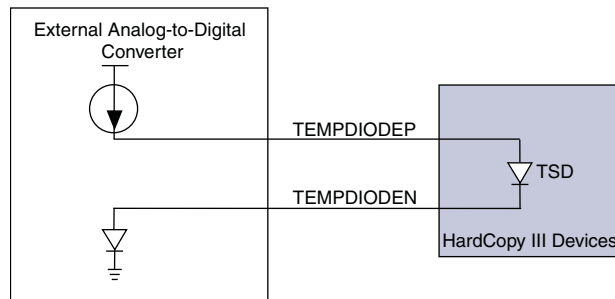 External Analog-to-Digital
Converter
TEMPDIODEP
TSD
TEMPDIODEN
HardCopy III Devices